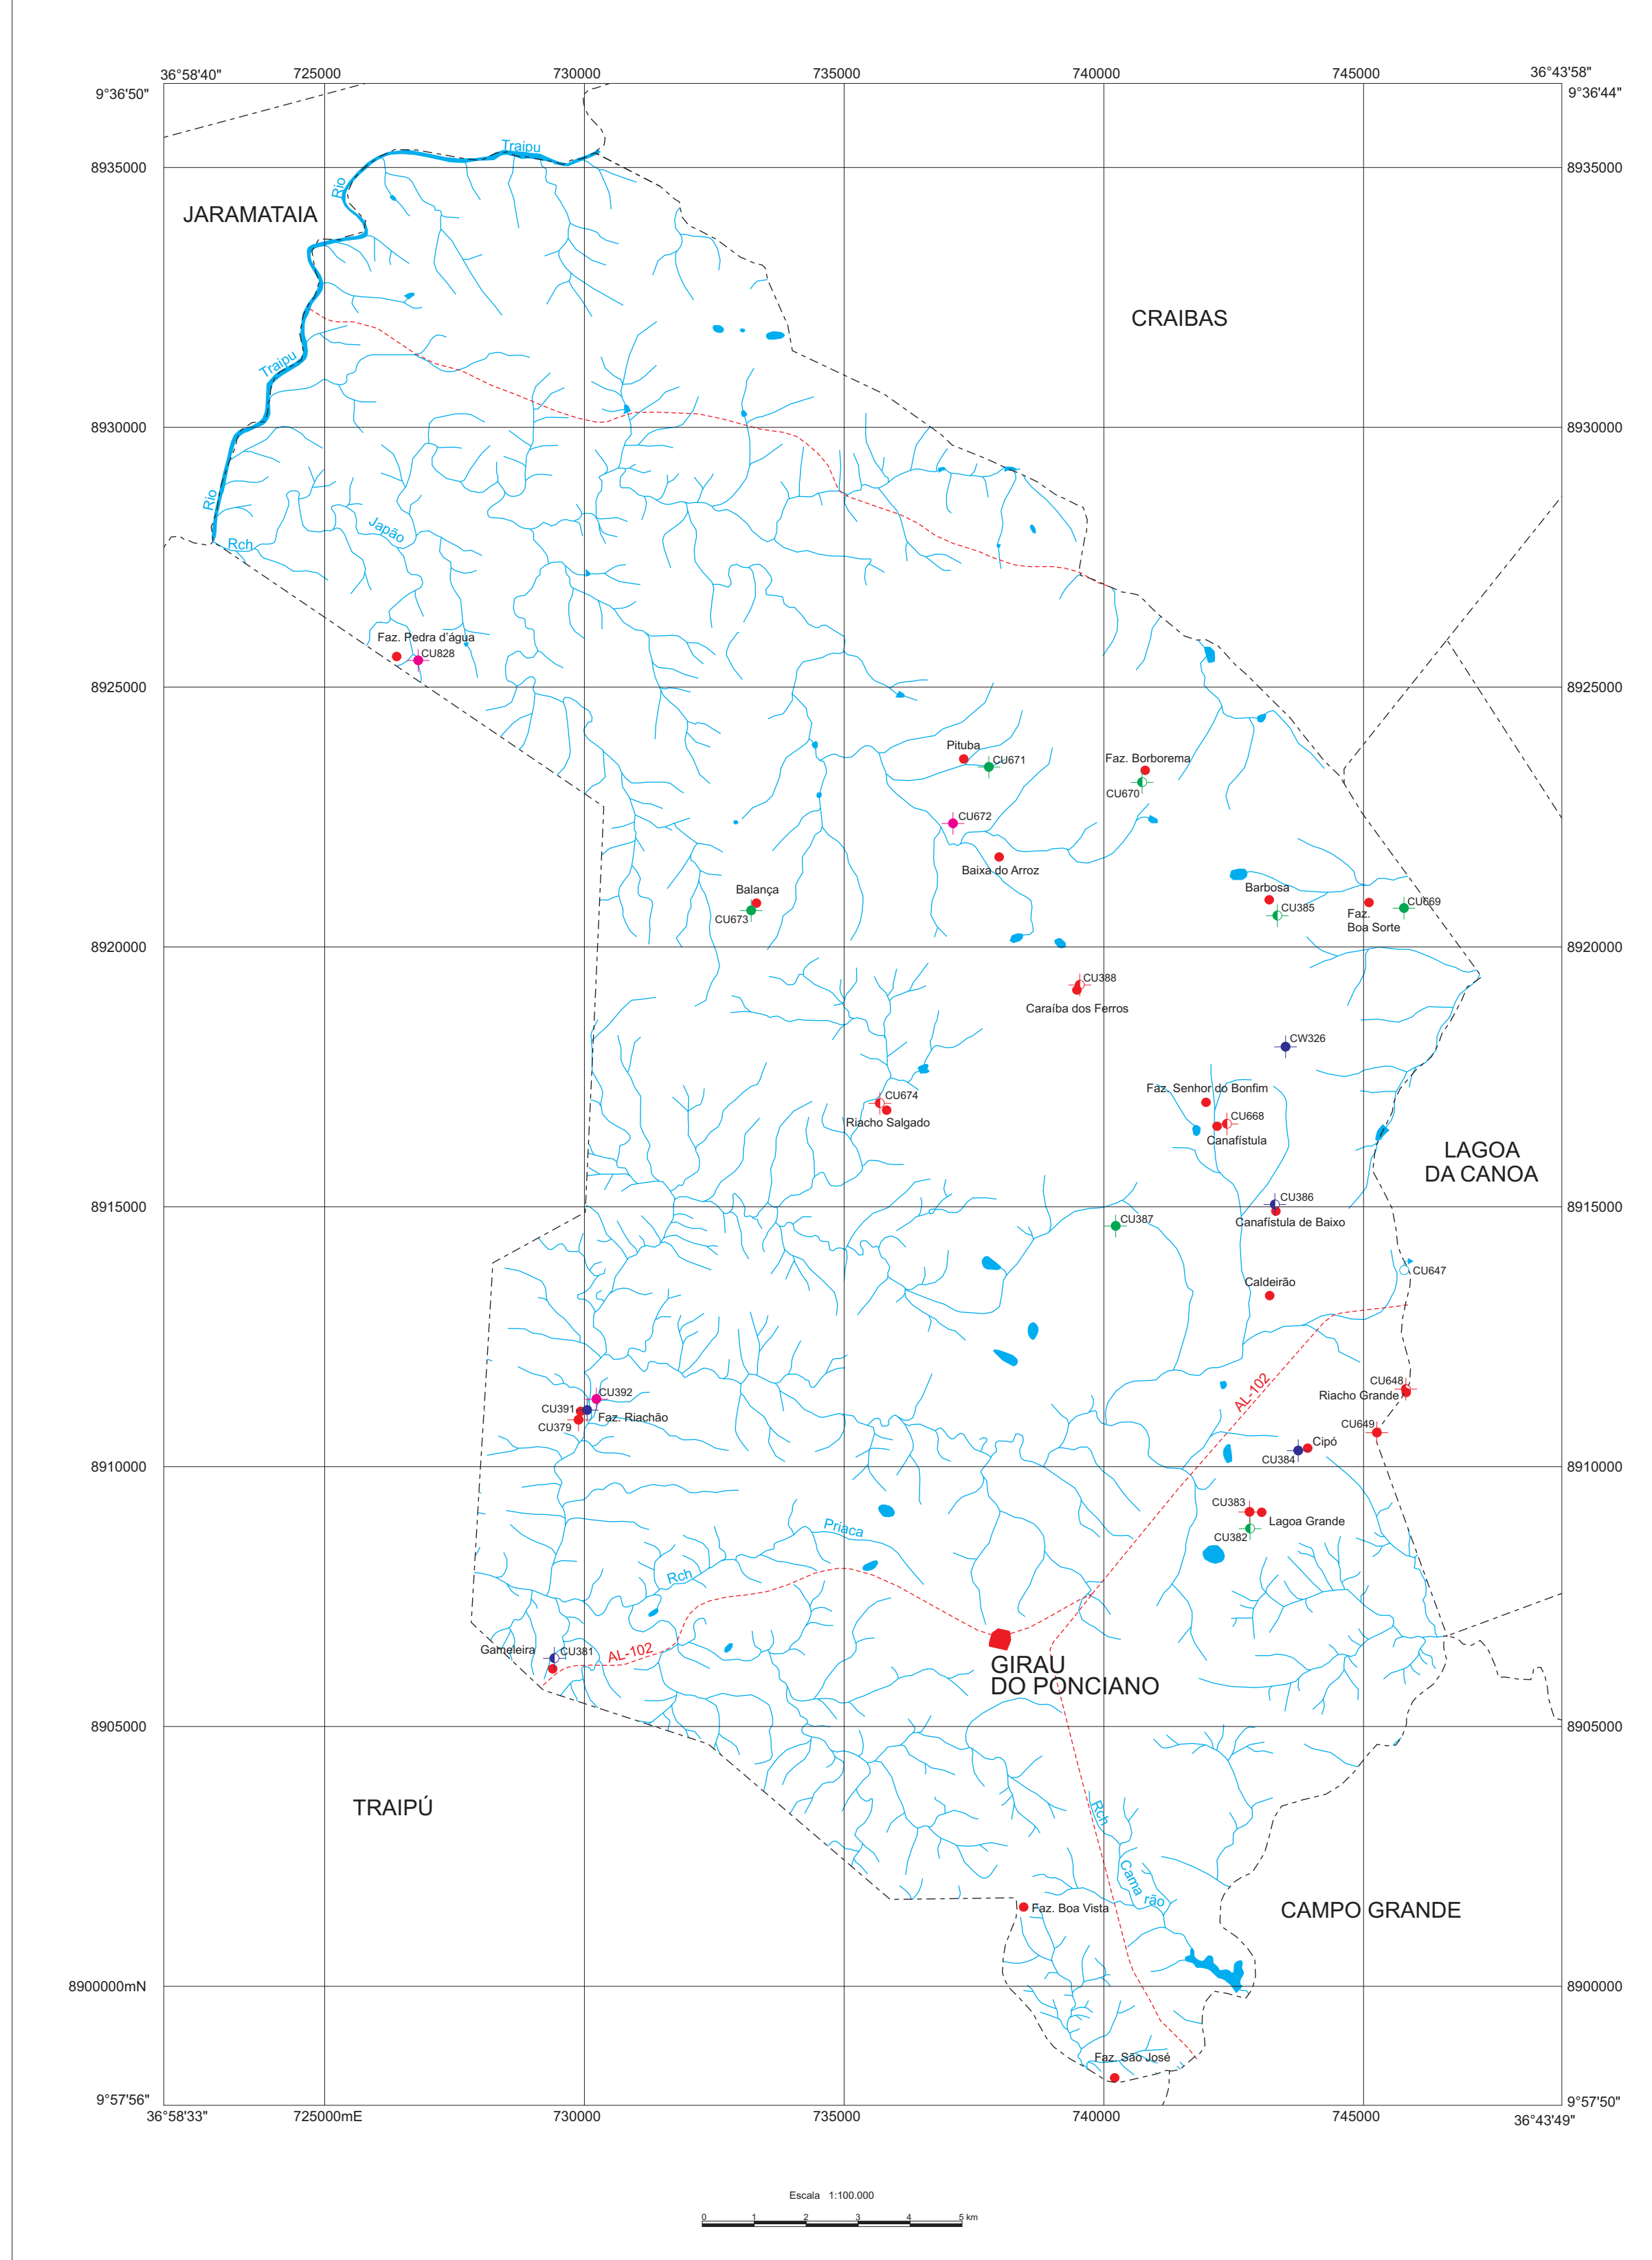 36°58'40"
725000
730000
735000
740000
745000
36°43'58"
9°36'50"
9°36'44"
Traipu
8935000
8935000
Rio
JARAMATAIA
CRAIBAS
Traipu
8930000
8930000
Rio
Japão
Rch
Faz. Pedra d'água
CU828
8925000
8925000
Pituba
CU671
Faz. Borborema
CU670
CU672
Baixa do Arroz
Balança
CU673
Barbosa
CU385
CU669
Faz.
Boa Sorte
8920000
8920000
CU388
Caraíba dos Ferros
CW326
Faz. Senhor do Bonfim
CU674
Riacho Salgado
CU668
Canafístula
LAGOA
DA CANOA
CU386
8915000
8915000
CU387
Canafístula de Baixo
CU647
Caldeirão
AL-102
CU648
Riacho Grande
CU392
CU391
Faz. Riachão
CU379
CU649
Cipó
CU384
8910000
8910000
CU383
Lagoa Grande
CU382
Priaca
Rch
Gameleira
CU381
AL-102
GIRAU
DO PONCIANO
8905000
8905000
TRAIPÚ
Rch
Cama
rão
Faz. Boa Vista
CAMPO GRANDE
8900000mN
8900000
Faz. São José
9°57'56"
9°57'50"
36°58'33"
725000mE
730000
735000
740000
745000
36°43'49"
Escala 1:100.000
0 1 2 3 4 5 km